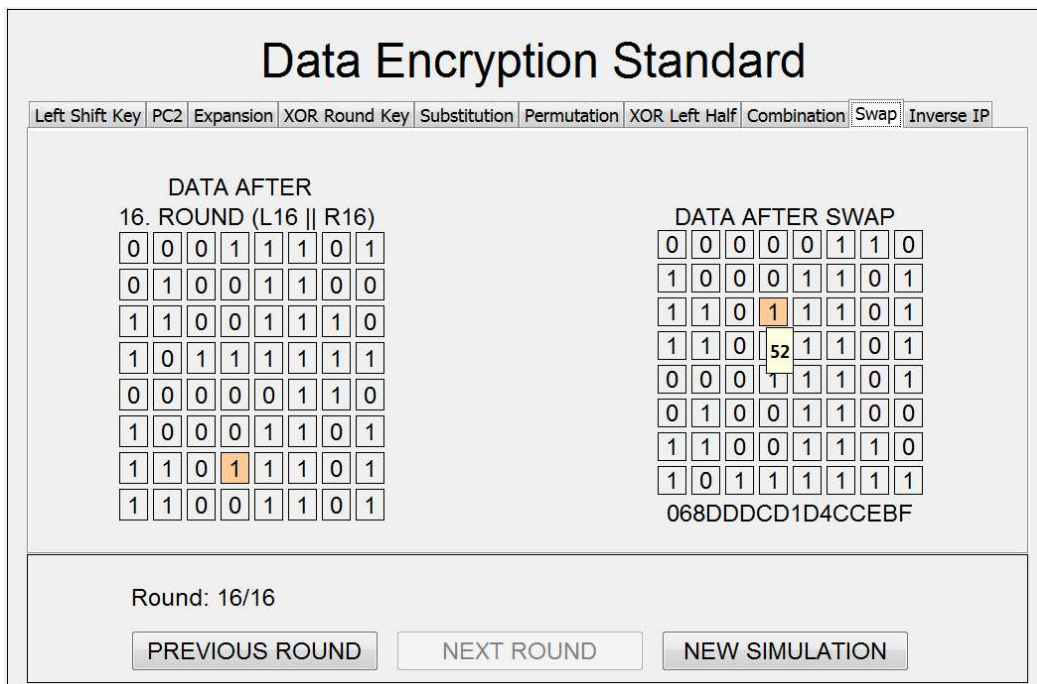 Data Encryption Standard
Left Shift Key PC2 Expansion XOR Round Key Substitution Permutation XOR Left Half Combination Swap Inverse IP
DATA AFTER
16. ROUND (L16 || R16)
0 0 0 1 1 1 0 1
0 1 0 0 1 1 0 0
1 1 0 0 1 1 1 0
1 0 1 1 1 1 1 1
0 0 0 0 0 1 1 0
1 0 0 0 1 1 0 1
1 1 0 1 1 1 0 1
1 1 0 0 1 1 0 1
DATA AFTER SWAP
0 0 0 0 0 1 1 0
1 0 0 0 1 1 0 1
1 1 0 1 1 1 0 1
1 1 0 52 1 1 0 1
0 0 0 1 1 1 0 1
0 1 0 0 1 1 0 0
1 1 0 0 1 1 1 0
1 0 1 1 1 1 1 1
068DDDCD1D4CCEBF
Round: 16/16
PREVIOUS ROUND NEXT ROUND NEW SIMULATION